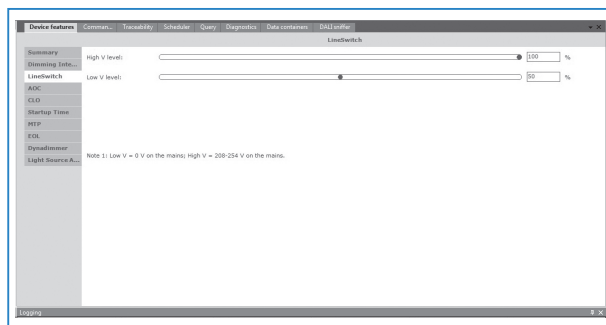 Device features Comman... Traceability Scheduler Query Diagnostics Data containers DALI sniffer
LineSwitch
Summary
Dimming Inte...
LineSwitch
AOC
CLO
Startup Time
MTP
EOL
Dynadimmer
Light Source A...
High V level: 100 %
Low V level: 50 %
Note 1: Low V = 0 V on the mains; High V = 208-254 V on the mains.
Logging